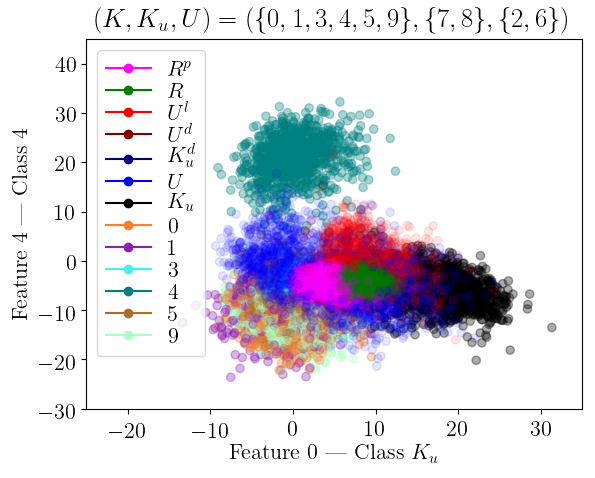 (K, K_u, U) = ({0, 1, 3, 4, 5, 9}, {7, 8}, {2, 6})
40
30
20
10
0
−10
−20
−30
Feature 4 — Class 4
R^p
R
U^l
U^d
K_u^d
U
K_u
0
1
3
4
5
9
−20
−10
0
10
20
30
Feature 0 — Class K_u